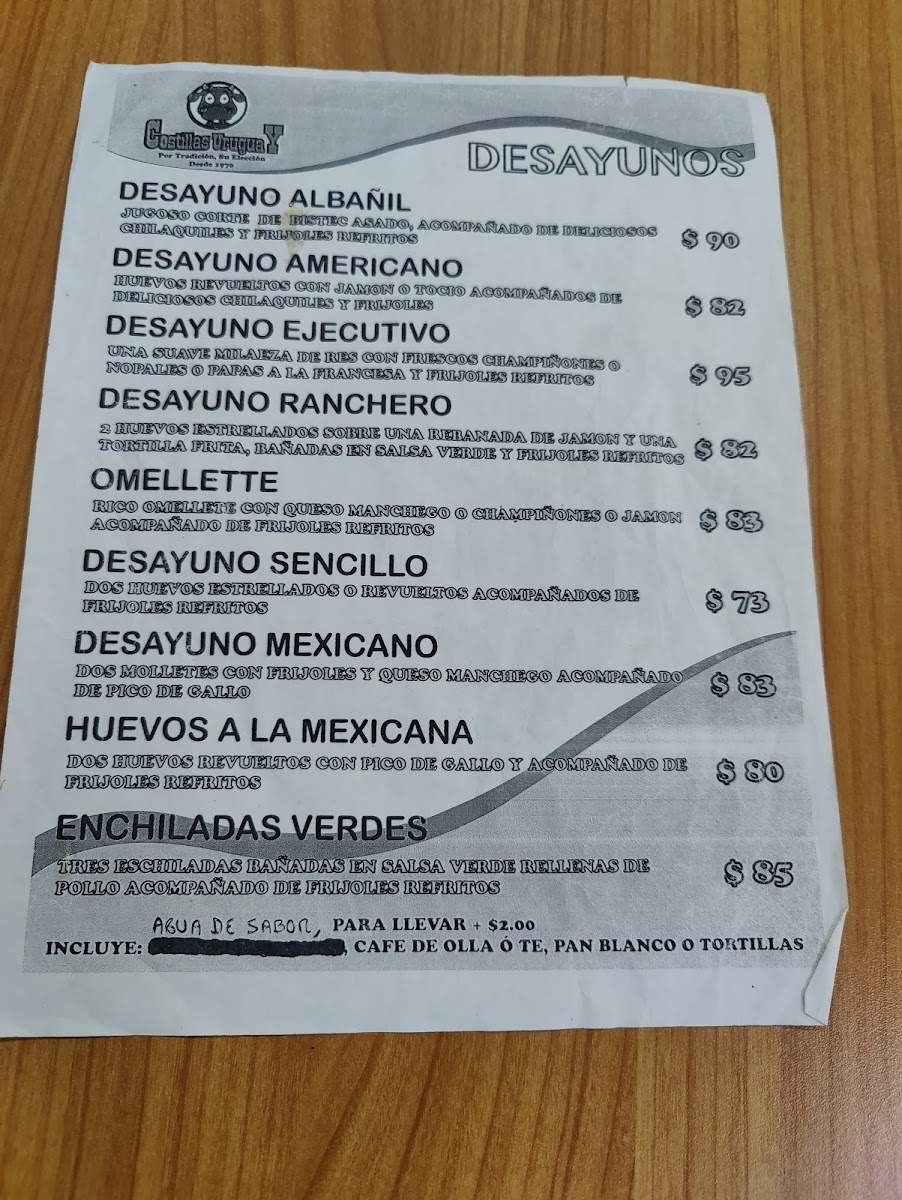 Costillas Uruguay
Por Tradición, Su Elección
Desde 1970
DESAYUNOS
DESAYUNO ALBAÑIL
JUGOSO CORTE DE BISTEC ASADO, ACOMPAÑADO DE DELICIOSOS
CHILAQUILES Y FRIJOLES REFRITOS
$ 90
DESAYUNO AMERICANO
HUEVOS REVUELTOS CON JAMON O TOCIO ACOMPAÑADOS DE
DELICIOSOS CHILAQUILES Y FRIJOLES
$ 82
DESAYUNO EJECUTIVO
UNA SUAVE MILAEZA DE RES CON FRESCOS CHAMPIÑONES O
NOPALES O PAPAS A LA FRANCESA Y FRIJOLES REFRITOS
$ 95
DESAYUNO RANCHERO
2 HUEVOS ESTRELLADOS SOBRE UNA REBANADA DE JAMON Y UNA
TORTILLA FRITA, BAÑADAS EN SALSA VERDE Y FRIJOLES REFRITOS
$ 82
OMELLETTE
RICO OMELLETE CON QUESO MANCHEGO O CHAMPIÑONES O JAMON
ACOMPAÑADO DE FRIJOLES REFRITOS
$ 83
DESAYUNO SENCILLO
DOS HUEVOS ESTRELLADOS O REVUELTOS ACOMPAÑADOS DE
FRIJOLES REFRITOS
$ 73
DESAYUNO MEXICANO
DOS MOLLETES CON FRIJOLES Y QUESO MANCHEGO ACOMPAÑADO
DE PICO DE GALLO
$ 83
HUEVOS A LA MEXICANA
DOS HUEVOS REVUELTOS CON PICO DE GALLO Y ACOMPAÑADO DE
FRIJOLES REFRITOS
$ 80
ENCHILADAS VERDES
TRES ESCHILADAS BAÑADAS EN SALSA VERDE RELLENAS DE
POLLO ACOMPAÑADO DE FRIJOLES REFRITOS
$ 85
AGUA DE SABOR, PARA LLEVAR + $2.00
INCLUYE: , CAFE DE OLLA Ó TE, PAN BLANCO O TORTILLAS